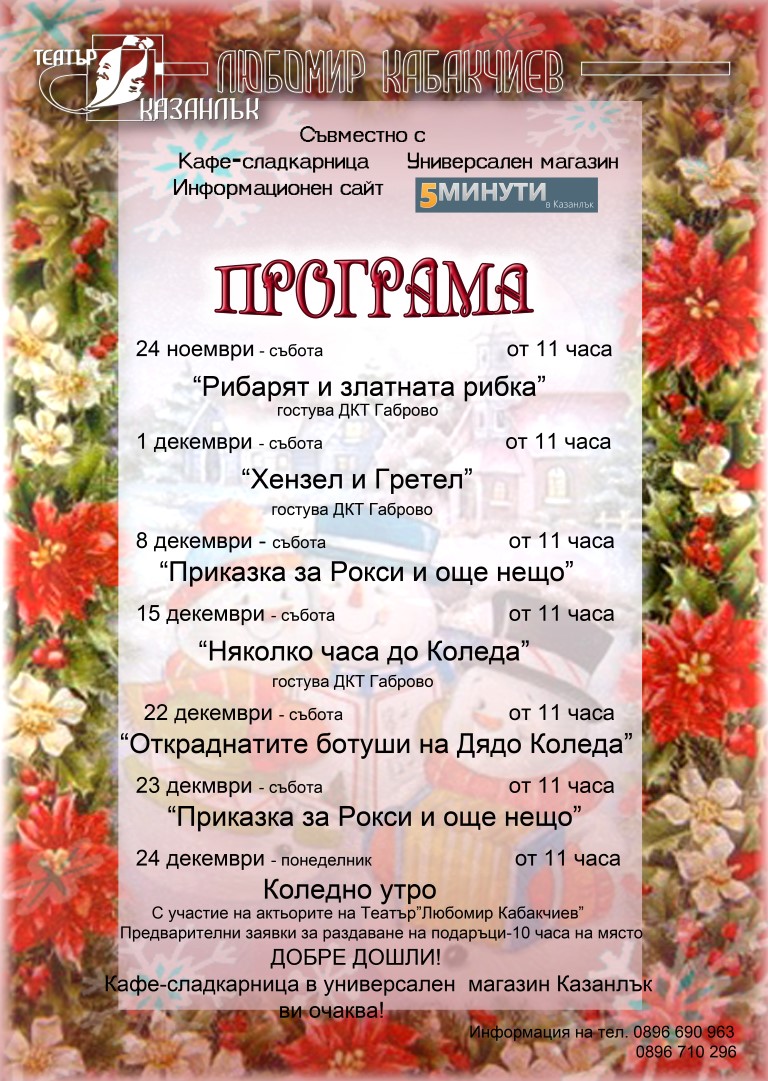 ТЕАТЪР
КАЗАНЛЪК
ЛЮБОМИР КАБАКЧИЕВ
Съвместно с
Кафе-сладкарница Универсален магазин
Информационен сайт 5МИНУТИ
в Казанлък
ПРОГРАМА
24 ноември - събота от 11 часа
“Рибарят и златната рибка”
гостува ДКТ Габрово
1 декември - събота от 11 часа
“Хензел и Гретел”
гостува ДКТ Габрово
8 декември - събота от 11 часа
“Приказка за Рокси и още нещо”
15 декември - събота от 11 часа
“Няколко часа до Коледа”
гостува ДКТ Габрово
22 декември - събота от 11 часа
“Откраднатите ботуши на Дядо Коледа”
23 декмври - събота от 11 часа
“Приказка за Рокси и още нещо”
24 декември - понеделник от 11 часа
Коледно утро
С участие на актьорите на Театър”Любомир Кабакчиев”
Предварителни заявки за раздаване на подаръци-10 часа на място
ДОБРЕ ДОШЛИ!
Кафе-сладкарница в универсален магазин Казанлък
ви очаква!
Информация на тел. 0896 690 963
0896 710 296